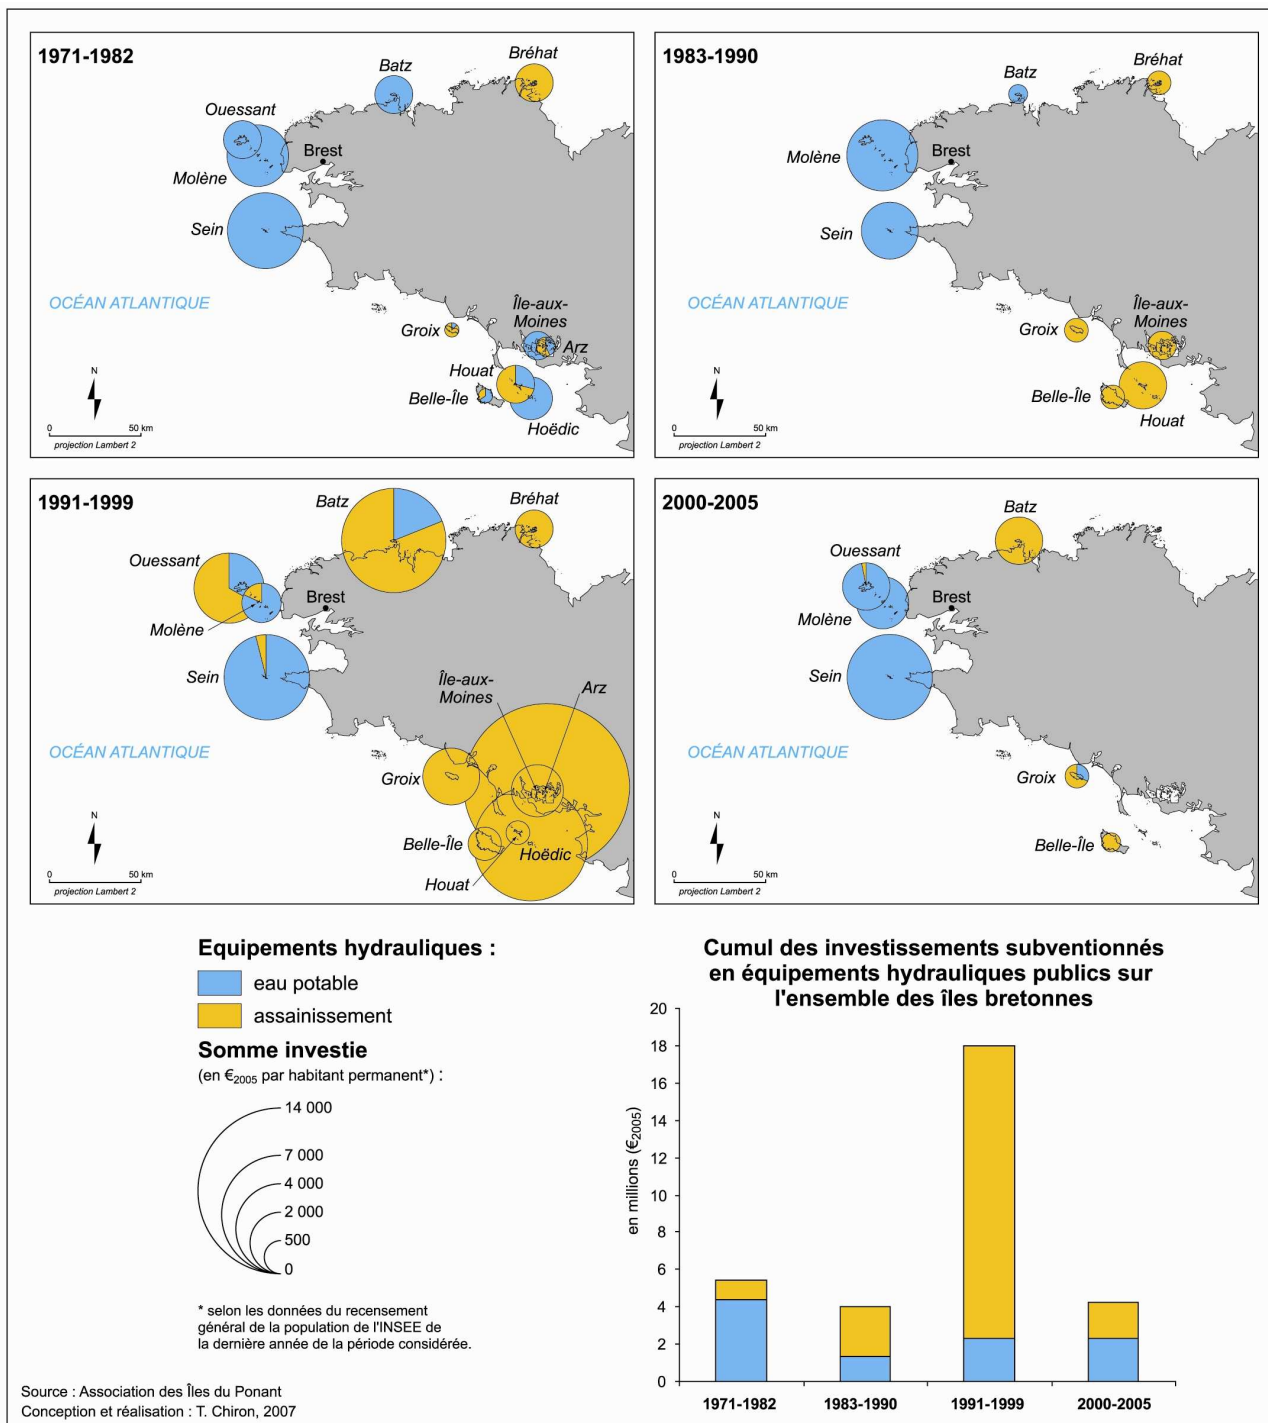 1971-1982
Bréhat
Batz
Ouessant
Brest
Molène
Sein
OCÉAN ATLANTIQUE
Île-aux-
Moines
Groix
Arz
Houat
Belle-Île
Hoëdic
N
0
50 km
projection Lambert 2
1983-1990
Bréhat
Batz
Molène
Brest
Sein
OCÉAN ATLANTIQUE
Île-aux-
Moines
Groix
Belle-Île
Houat
N
0
50 km
projection Lambert 2
1991-1999
Batz
Bréhat
Ouessant
Brest
Molène
Sein
Île-aux-
Moines
Arz
OCÉAN ATLANTIQUE
Groix
Belle-Île
Hoëdic
Houat
N
0
50 km
projection Lambert 2
2000-2005
Batz
Ouessant
Brest
Molène
Sein
OCÉAN ATLANTIQUE
Groix
Belle-Île
N
0
50 km
projection Lambert 2
Equipements hydrauliques :
eau potable
assainissement
Somme investie
(en €2005 par habitant permanent*) :
14 000
7 000
4 000
2 000
500
0
* selon les données du recensement
général de la population de l'INSEE de
la dernière année de la période considérée.
Cumul des investissements subventionnés
en équipements hydrauliques publics sur
l'ensemble des îles bretonnes
en millions (€2005)
20
18
16
14
12
10
8
6
4
2
0
1971-1982
1983-1990
1991-1999
2000-2005
Source : Association des Îles du Ponant
Conception et réalisation : T. Chiron, 2007